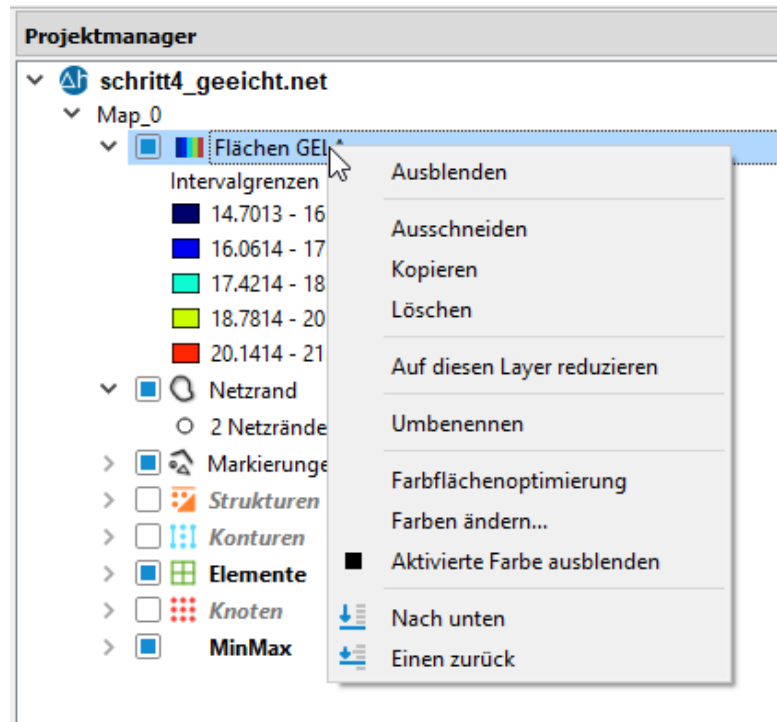 Projektmanager
schritt4_geeicht.net
Map_0
Flächen GEL
Intervalgrenzen
14.7013 - 16
16.0614 - 17
17.4214 - 18
18.7814 - 20
20.1414 - 21
Netzrand
2 Netzrände
Markierunge
Strukturen
Konturen
Elemente
Knoten
MinMax
Ausblenden
Ausschneiden
Kopieren
Löschen
Auf diesen Layer reduzieren
Umbenennen
Farbflächenoptimierung
Farben ändern...
Aktivierte Farbe ausblenden
Nach unten
Einen zurück